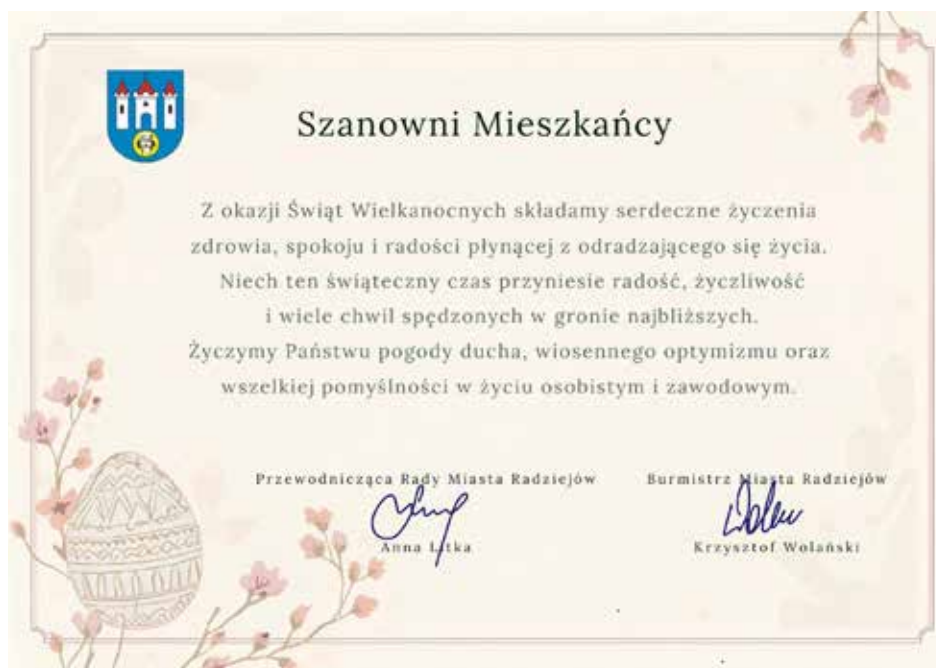 Szanowni Mieszkańcy
Z okazji Świąt Wielkanocnych składamy serdeczne życzenia
zdrowia, spokoju i radości płynącej z odradzającego się życia.
Niech ten świąteczny czas przyniesie radość, życzliwość
i wiele chwil spędzonych w gronie najbliższych.
Życzymy Państwu pogody ducha, wiosennego optymizmu oraz
wszelkiej pomyślności w życiu osobistym i zawodowym.
Przewodnicząca Rady Miasta Radziejów
Anna
Burmistrz Miasta Radziejów
Krzysztof Wolański